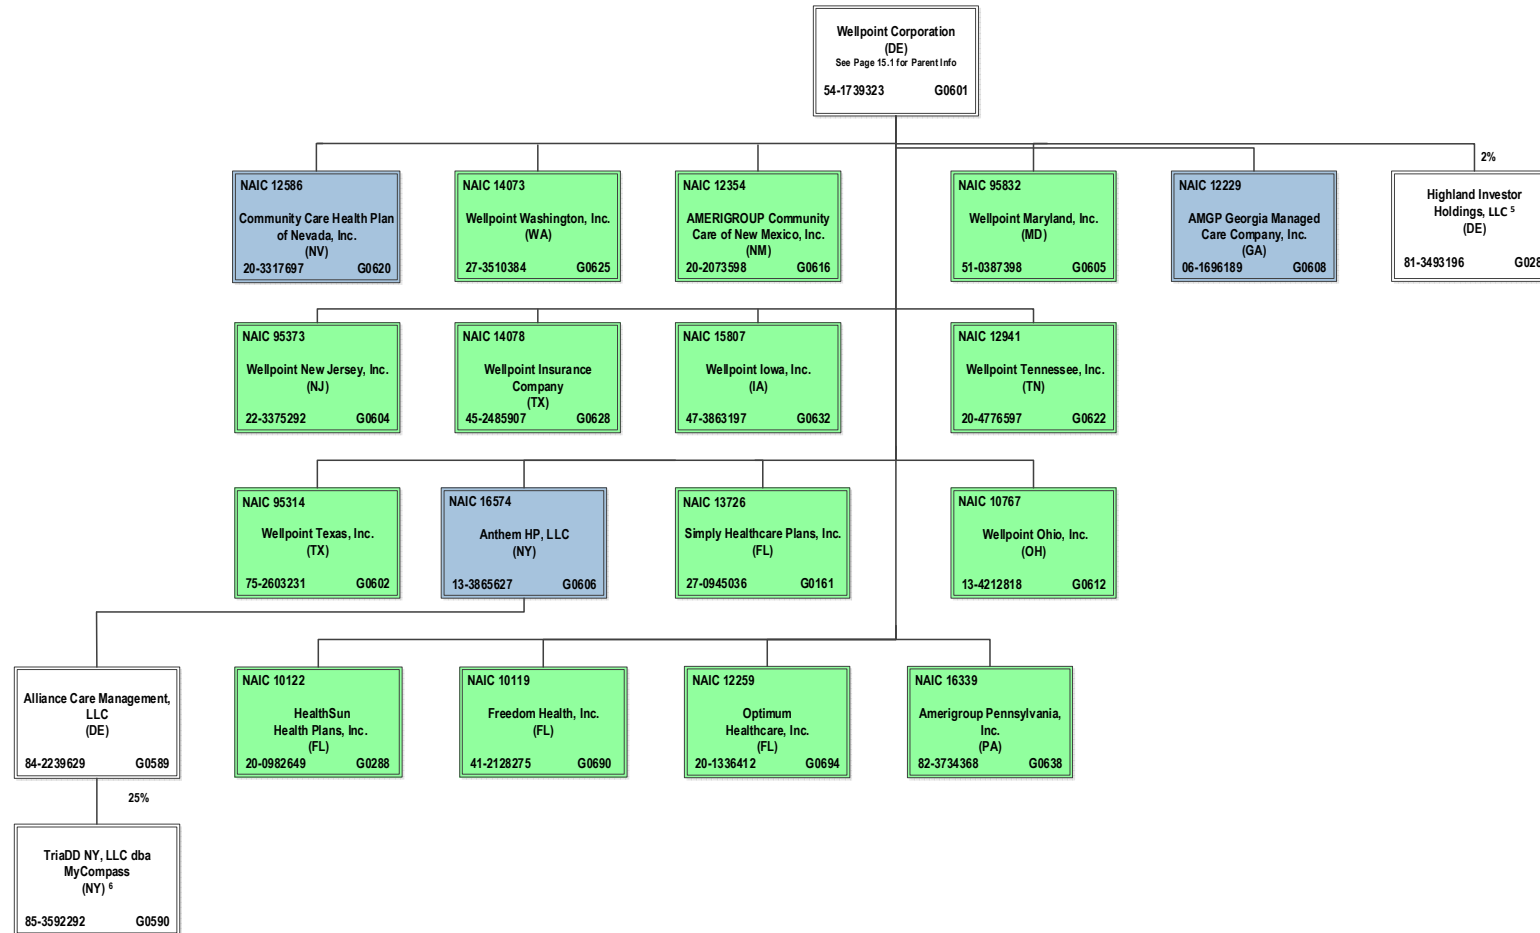 Wellpoint Corporation
(DE)
See Page 15.1 for Parent Info
54-1739323 G0601
2%
NAIC 12586
Community Care Health Plan
of Nevada, Inc.
(NV)
20-3317697 G0620
NAIC 14073
Wellpoint Washington, Inc.
(WA)
27-3510384 G0625
NAIC 12354
AMERIGROUP Community
Care of New Mexico, Inc.
(NM)
20-2073598 G0616
NAIC 95832
Wellpoint Maryland, Inc.
(MD)
51-0387398 G0605
NAIC 12229
AMGP Georgia Managed
Care Company, Inc.
(GA)
06-1696189 G0608
Highland Investor
Holdings, LLC ⁵
(DE)
81-3493196 G028
NAIC 95373
Wellpoint New Jersey, Inc.
(NJ)
22-3375292 G0604
NAIC 14078
Wellpoint Insurance
Company
(TX)
45-2485907 G0628
NAIC 15807
Wellpoint Iowa, Inc.
(IA)
47-3863197 G0632
NAIC 12941
Wellpoint Tennessee, Inc.
(TN)
20-4776597 G0622
NAIC 95314
Wellpoint Texas, Inc.
(TX)
75-2603231 G0602
NAIC 16574
Anthem HP, LLC
(NY)
13-3865627 G0606
NAIC 13726
Simply Healthcare Plans, Inc.
(FL)
27-0945036 G0161
NAIC 10767
Wellpoint Ohio, Inc.
(OH)
13-4212818 G0612
Alliance Care Management,
LLC
(DE)
84-2239629 G0589
NAIC 10122
HealthSun
Health Plans, Inc.
(FL)
20-0982649 G0288
NAIC 10119
Freedom Health, Inc.
(FL)
41-2128275 G0690
NAIC 12259
Optimum
Healthcare, Inc.
(FL)
20-1336412 G0694
NAIC 16339
Amerigroup Pennsylvania,
Inc.
(PA)
82-3734368 G0638
25%
TriaDD NY, LLC dba
MyCompass
(NY) ⁶
85-3592292 G0590